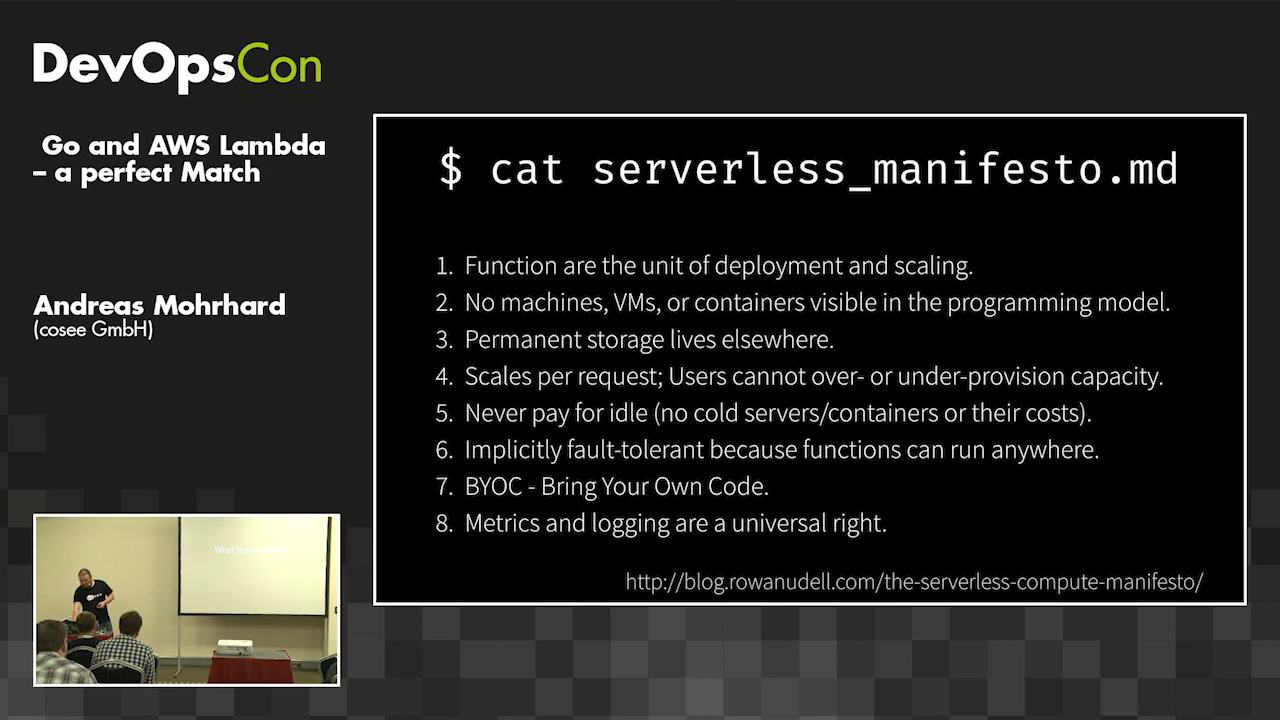 DevOpsCon
Go and AWS Lambda
– a perfect Match
Andreas Mohrhard
(cosee GmbH)
$ cat serverless_manifesto.md
1. Function are the unit of deployment and scaling.
2. No machines, VMs, or containers visible in the programming model.
3. Permanent storage lives elsewhere.
4. Scales per request; Users cannot over- or under-provision capacity.
5. Never pay for idle (no cold servers/containers or their costs).
6. Implicitly fault-tolerant because functions can run anywhere.
7. BYOC - Bring Your Own Code.
8. Metrics and logging are a universal right.
http://blog.rowanudell.com/the-serverless-compute-manifesto/
What is